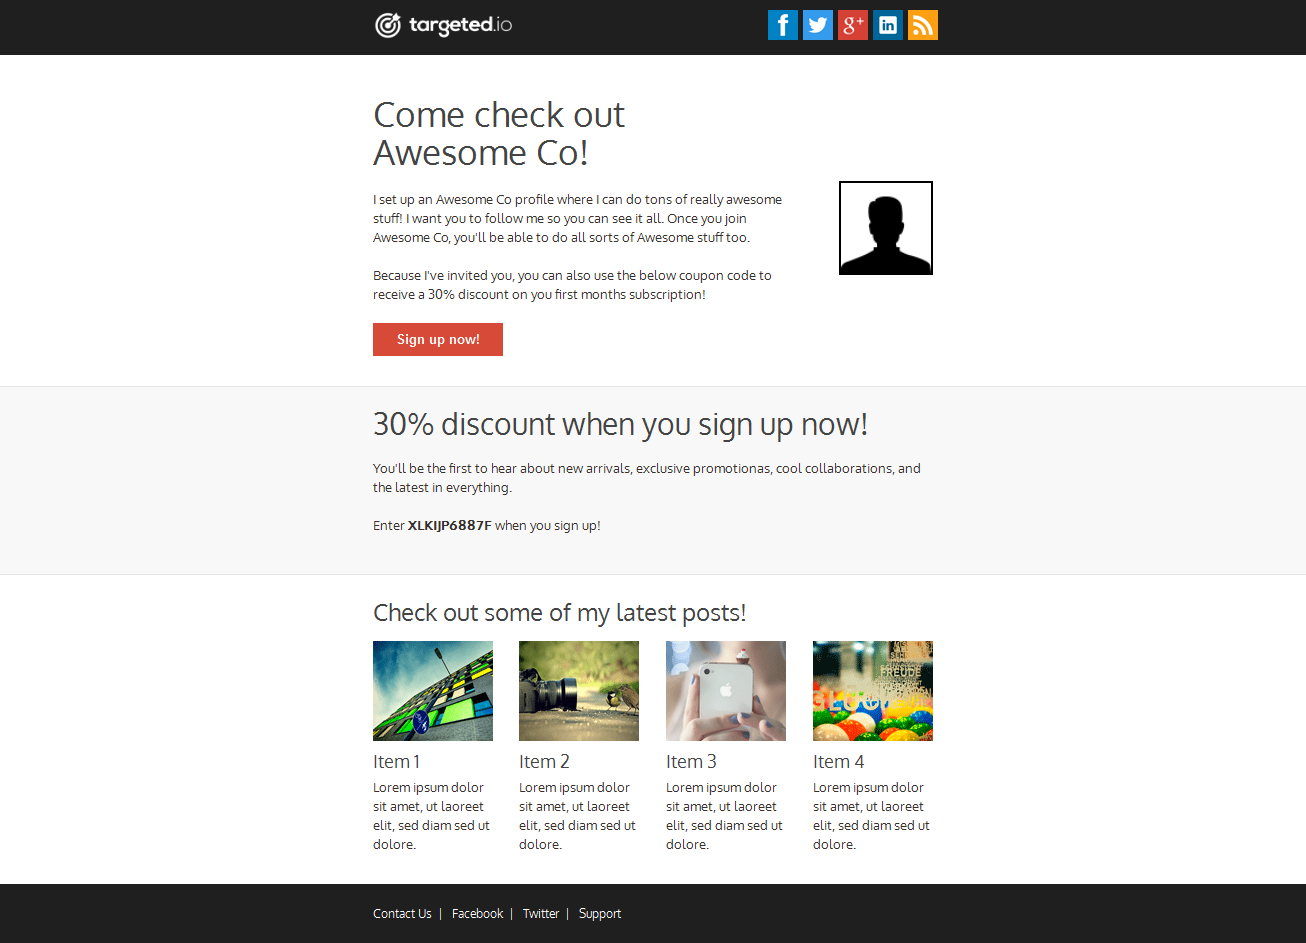 targeted.io
f g+ in
Come check out
Awesome Co!
I set up an Awesome Co profile where I can do tons of really awesome
stuff! I want you to follow me so you can see it all. Once you join
Awesome Co, you'll be able to do all sorts of Awesome stuff too.
Because I've invited you, you can also use the below coupon code to
receive a 30% discount on you first months subscription!
Sign up now!
30% discount when you sign up now!
You'll be the first to hear about new arrivals, exclusive promotionas, cool collaborations, and
the latest in everything.
Enter XLKIJP6887F when you sign up!
Check out some of my latest posts!
FREUDE
Item 1 Item 2 Item 3 Item 4
Lorem ipsum dolor Lorem ipsum dolor Lorem ipsum dolor Lorem ipsum dolor
sit amet, ut laoreet sit amet, ut laoreet sit amet, ut laoreet sit amet, ut laoreet
elit, sed diam sed ut elit, sed diam sed ut elit, sed diam sed ut elit, sed diam sed ut
dolore. dolore. dolore. dolore.
Contact Us | Facebook | Twitter | Support